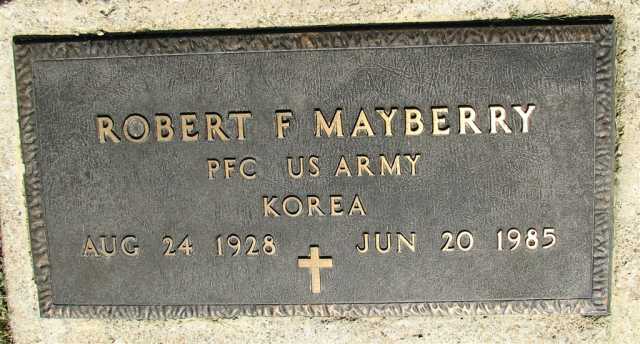 ROBERT F MAYBERRY
PFC US ARMY
KOREA
AUG 24 1928 JUN 20 1985